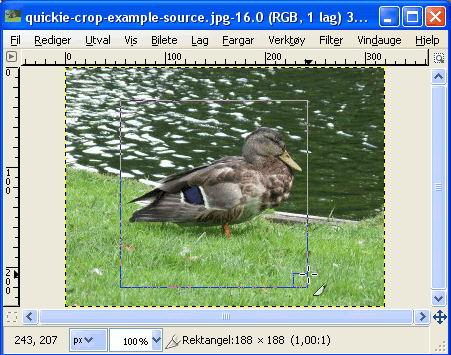 quickie-crop-example-source.jpg-16.0 (RGB, 1 lag) 3...
Fil Rediger Utval Vis Bilete Lag Fargar Verktøy Filter Vindauge Hjelp
0 100 200 300
0
100
200
243, 207 px 100% Rektangel:188 × 188 (1,00:1)